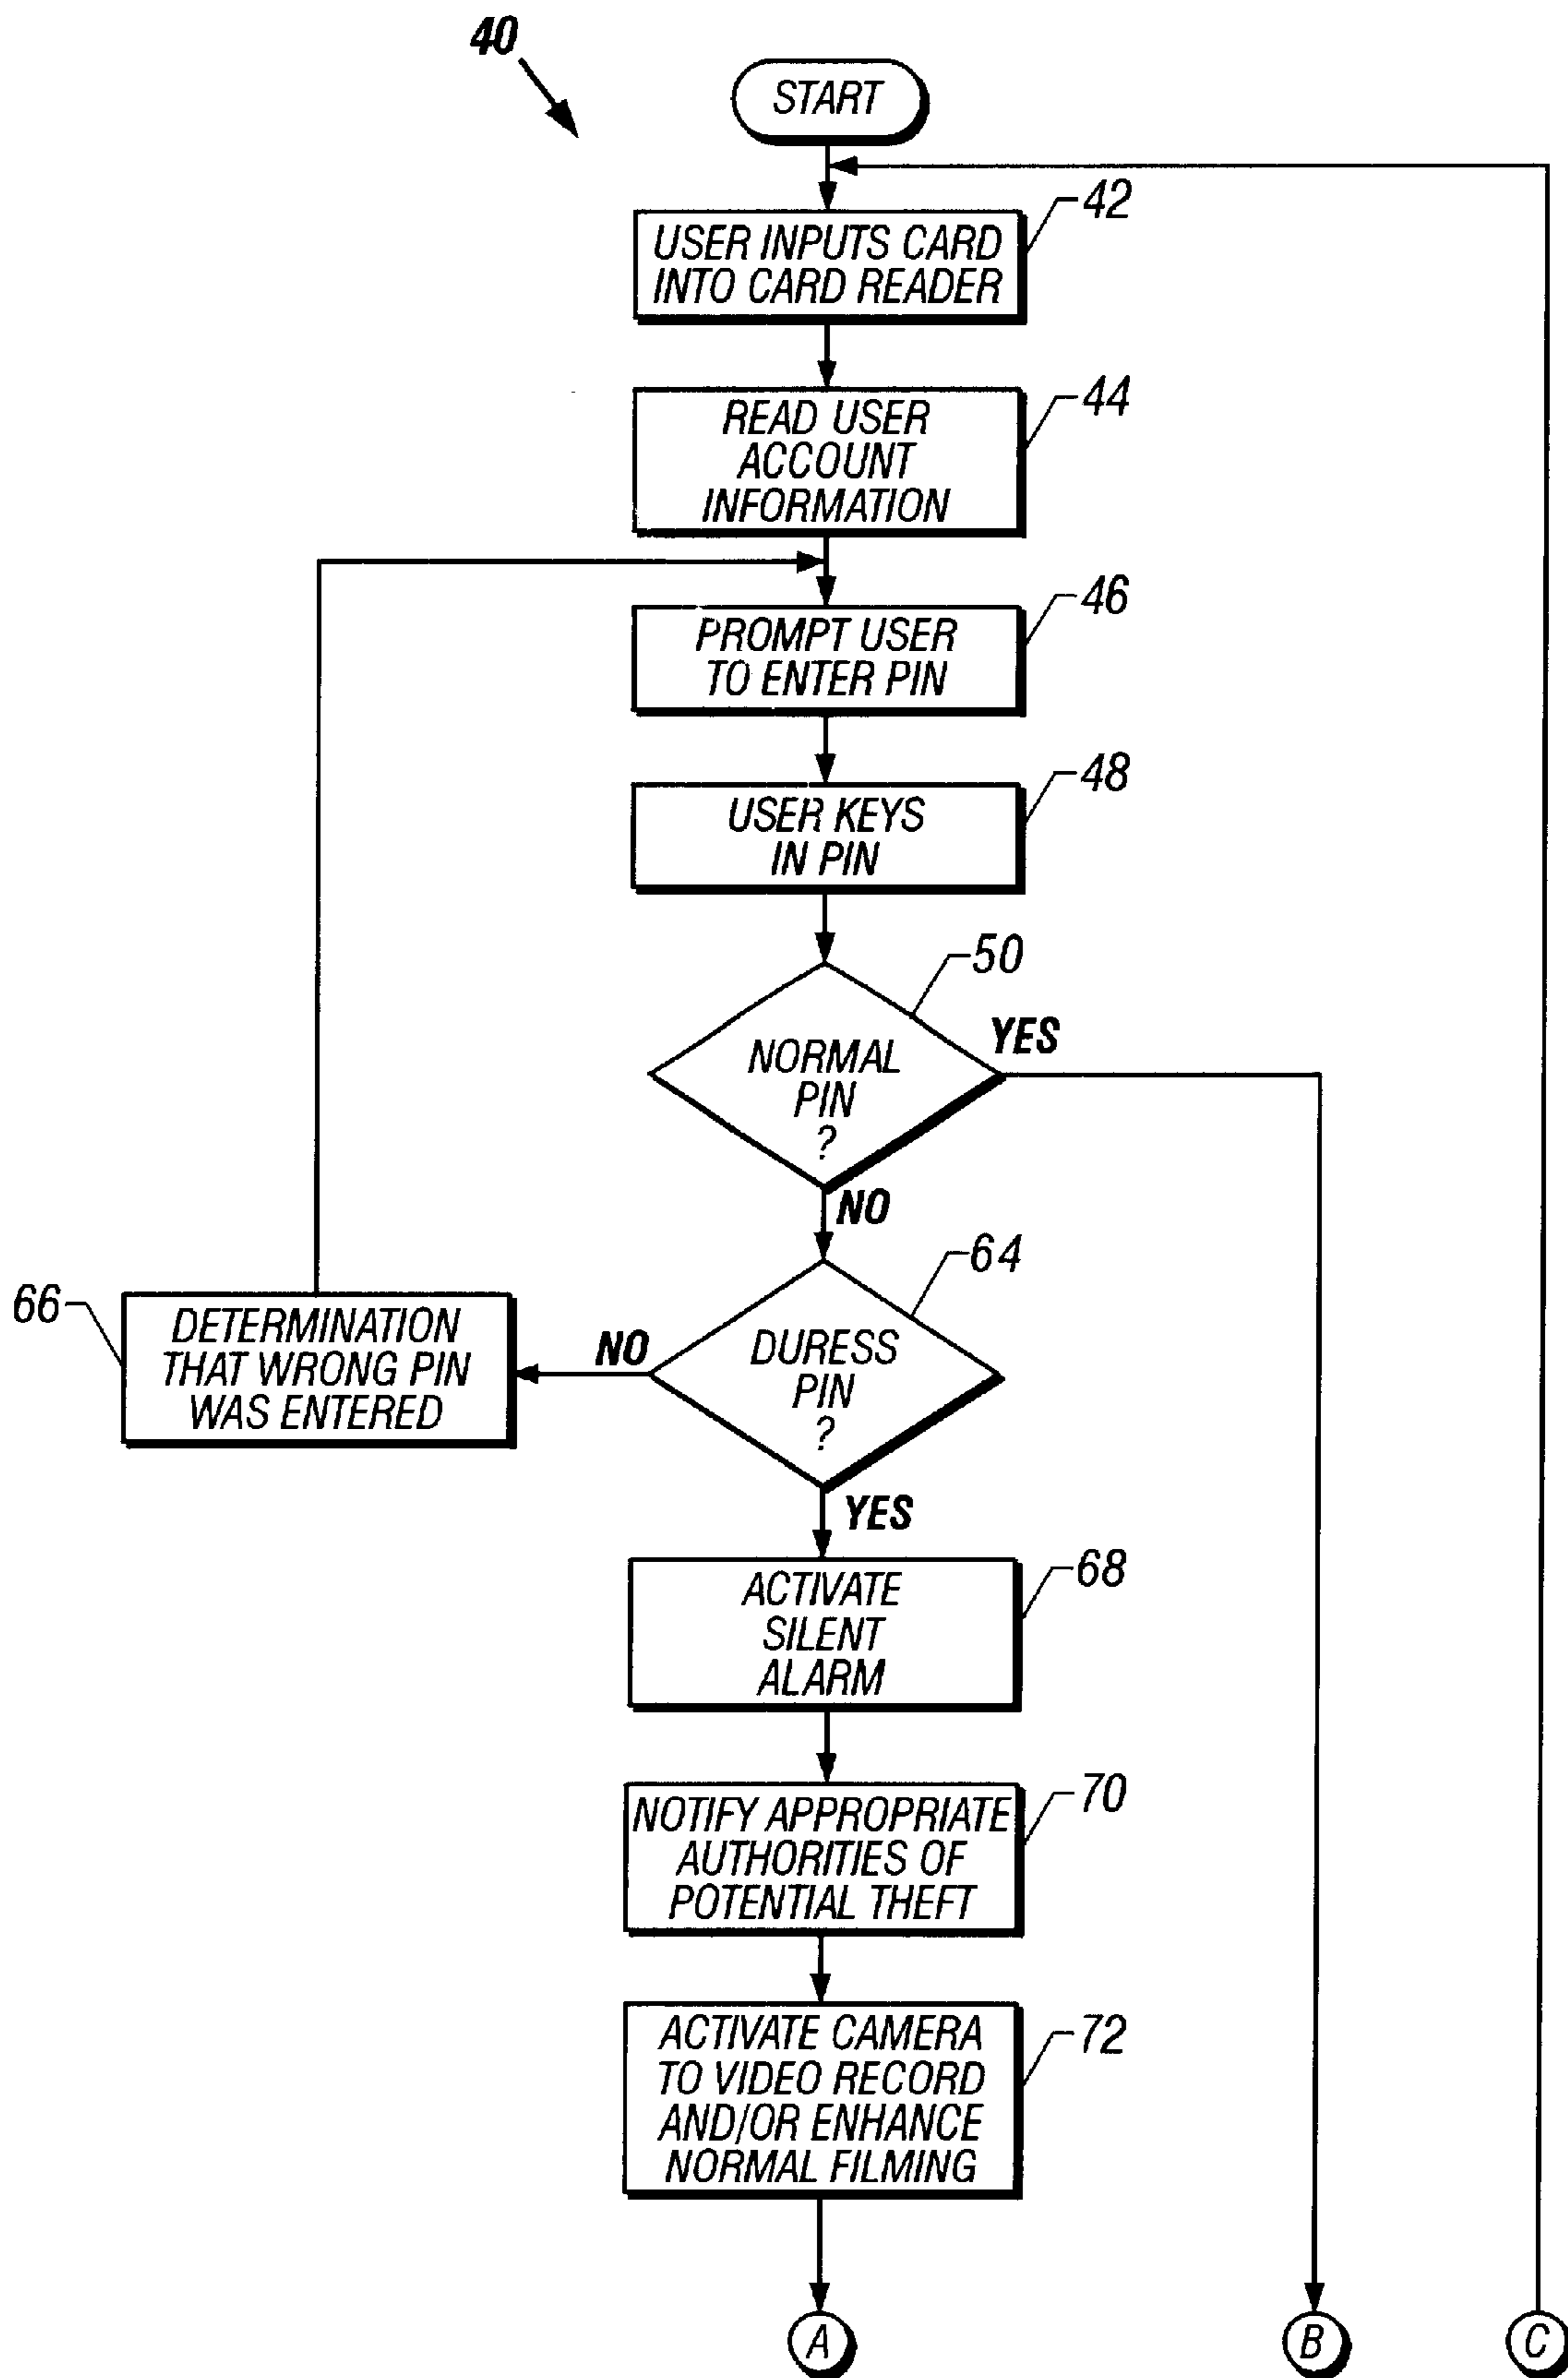 40
START
42
USER INPUTS CARD
INTO CARD READER
44
READ USER
ACCOUNT
INFORMATION
46
PROMPT USER
TO ENTER PIN
48
USER KEYS
IN PIN
50
YES
NORMAL
PIN
?
NO
64
66
DETERMINATION
THAT WRONG PIN
WAS ENTERED
NO
DURESS
PIN
?
YES
68
ACTIVATE
SILENT
ALARM
70
NOTIFY APPROPRIATE
AUTHORITIES OF
POTENTIAL THEFT
72
ACTIVATE CAMERA
TO VIDEO RECORD
AND/OR ENHANCE
NORMAL FILMING
A
B
C